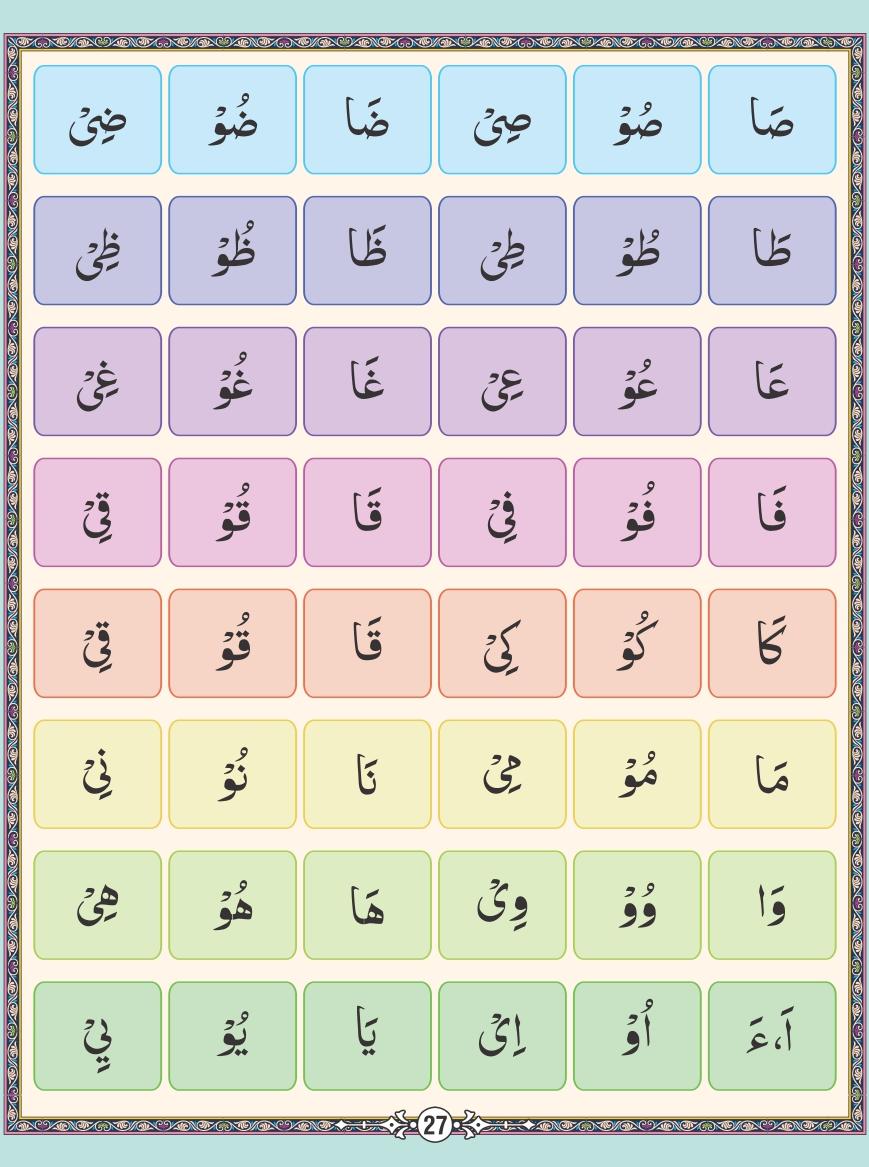 صَا صُوْ صِیْ ضَا ضُوْ ضِیْ
طَا طُوْ طِیْ ظَا ظُوْ ظِیْ
عَا عُوْ عِیْ غَا غُوْ غِیْ
فَا فُوْ فِیْ قَا قُوْ قِیْ
كَا كُوْ كِیْ قَا قُوْ قِیْ
مَا مُوْ مِیْ نَا نُوْ نِیْ
وَا وُوْ وِیْ هَا هُوْ هِیْ
اَ،ءَ اُوْ اِیْ يَا يُوْ يِیْ
27